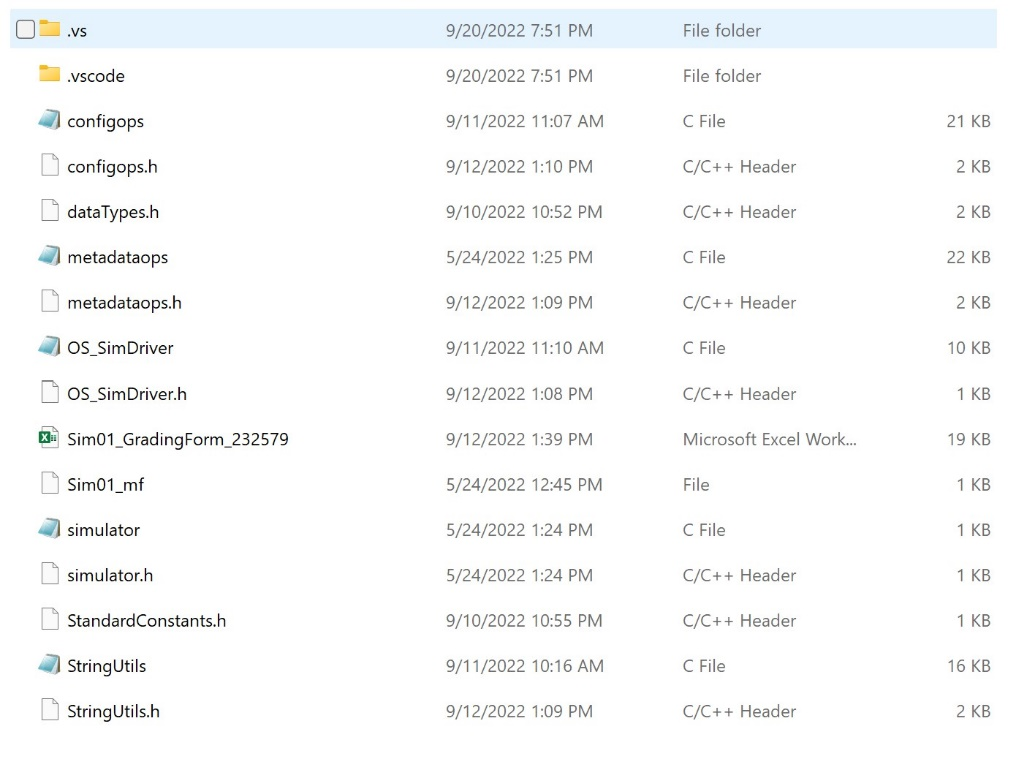 .vs 9/20/2022 7:51 PM File folder
.vscode 9/20/2022 7:51 PM File folder
configops 9/11/2022 11:07 AM C File 21 KB
configops.h 9/12/2022 1:10 PM C/C++ Header 2 KB
dataTypes.h 9/10/2022 10:52 PM C/C++ Header 2 KB
metadataops 5/24/2022 1:25 PM C File 22 KB
metadataops.h 9/12/2022 1:09 PM C/C++ Header 2 KB
OS_SimDriver 9/11/2022 11:10 AM C File 10 KB
OS_SimDriver.h 9/12/2022 1:08 PM C/C++ Header 1 KB
Sim01_GradingForm_232579 9/12/2022 1:39 PM Microsoft Excel Work... 19 KB
Sim01_mf 5/24/2022 12:45 PM File 1 KB
simulator 5/24/2022 1:24 PM C File 1 KB
simulator.h 5/24/2022 1:24 PM C/C++ Header 1 KB
StandardConstants.h 9/10/2022 10:55 PM C/C++ Header 1 KB
StringUtils 9/11/2022 10:16 AM C File 16 KB
StringUtils.h 9/12/2022 1:09 PM C/C++ Header 2 KB